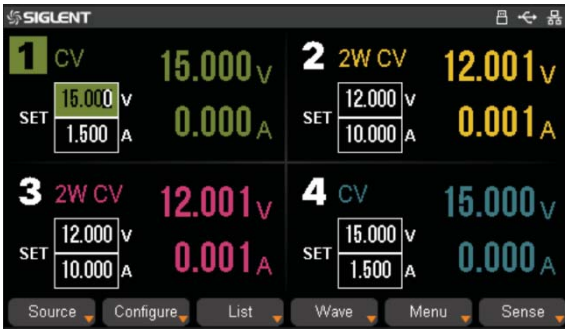 SIGLENT
1 CV 15.000 V
SET 15.000 V
1.500 A 0.000 A
2 2W CV 12.001 V
SET 12.000 V
10.000 A 0.001 A
3 2W CV 12.001 V
SET 12.000 V
10.000 A 0.001 A
4 CV 15.000 V
SET 15.000 V
1.500 A 0.000 A
Source Configure List Wave Menu Sense